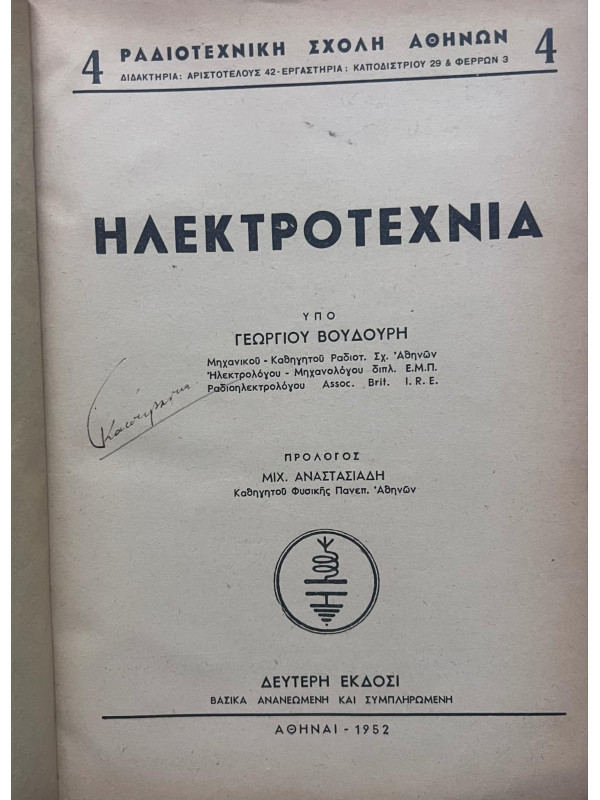 4 ΡΑΔΙΟΤΕΧΝΙΚΗ ΣΧΟΛΗ ΑΘΗΝΩΝ 4
ΔΙΔΑΚΤΗΡΙΑ: ΑΡΙΣΤΟΤΕΛΟΥΣ 42 - ΕΡΓΑΣΤΗΡΙΑ: ΚΑΠΟΔΙΣΤΡΙΟΥ 29 & ΦΕΡΡΩΝ 3
ΗΛΕΚΤΡΟΤΕΧΝΙΑ
ΥΠΟ
ΓΕΩΡΓΙΟΥ ΒΟΥΔΟΥΡΗ
Μηχανικοῦ - Καθηγητοῦ Ραδιοτ. Σχ. Ἀθηνῶν
Ἠλεκτρολόγου - Μηχανολόγου διπλ. Ε.Μ.Π.
Ραδιοηλεκτρολόγου Assoc. Brit. I.R.E.
ΠΡΟΛΟΓΟΣ
ΜΙΧ. ΑΝΑΣΤΑΣΙΑΔΗ
Καθηγητοῦ Φυσικῆς Πανεπ. Ἀθηνῶν
ΔΕΥΤΕΡΗ ΕΚΔΟΣΙ
ΒΑΣΙΚΑ ΑΝΑΝΕΩΜΕΝΗ ΚΑΙ ΣΥΜΠΛΗΡΩΜΕΝΗ
ΑΘΗΝΑΙ - 1952